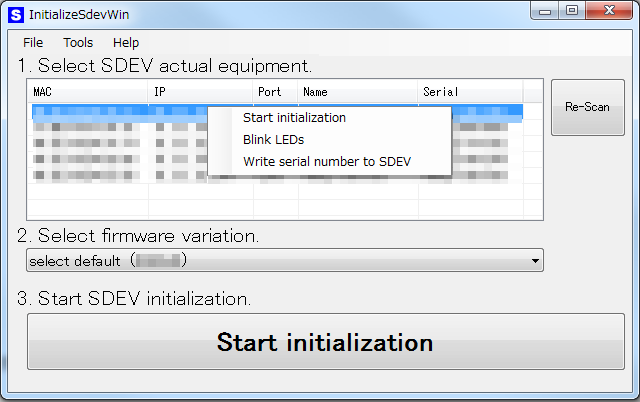 S InitializeSdevWin
File Tools Help
1. Select SDEV actual equipment.
MAC IP Port Name Serial
Re-Scan
Start initialization
Blink LEDs
Write serial number to SDEV
2. Select firmware variation.
select default ( )
3. Start SDEV initialization.
Start initialization